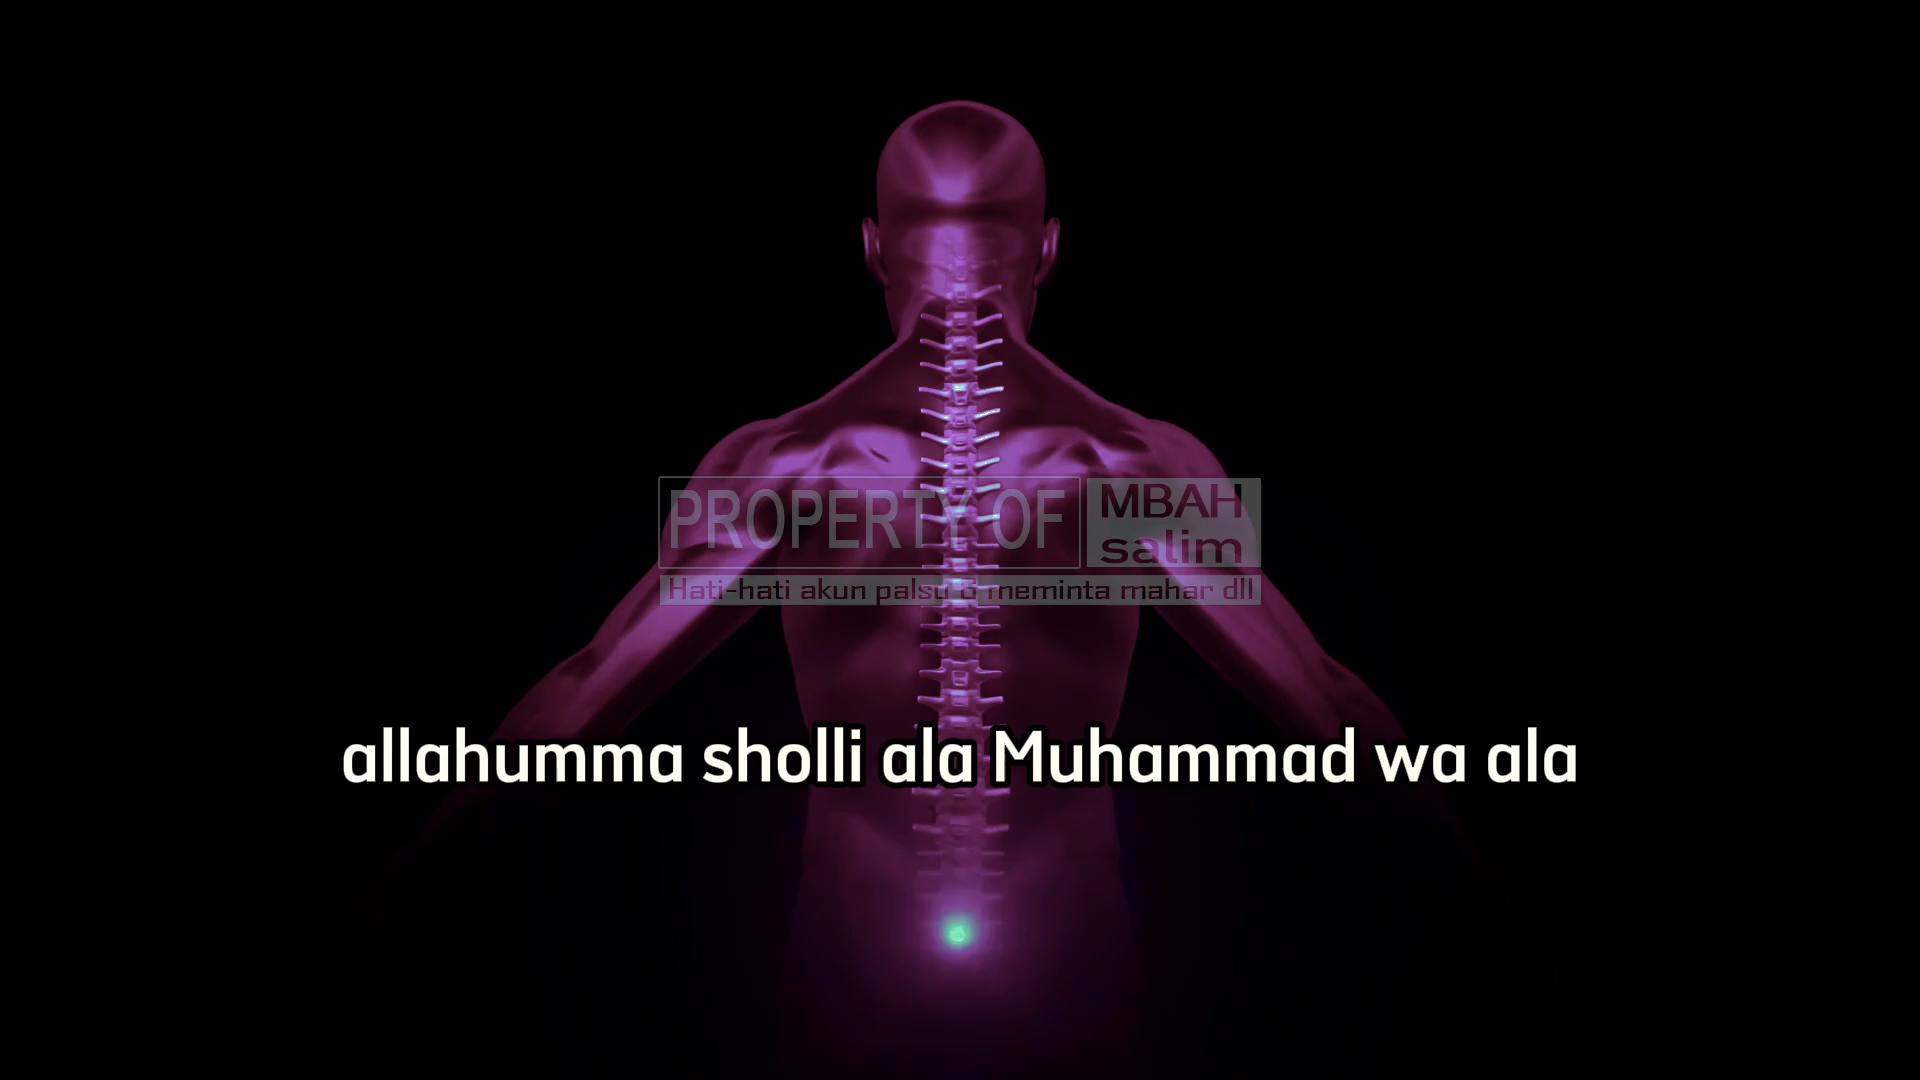 PROPERTY OF
MBAH
salim
Hati-hati akun palsu & meminta mahar dll
allahumma sholli ala Muhammad wa ala